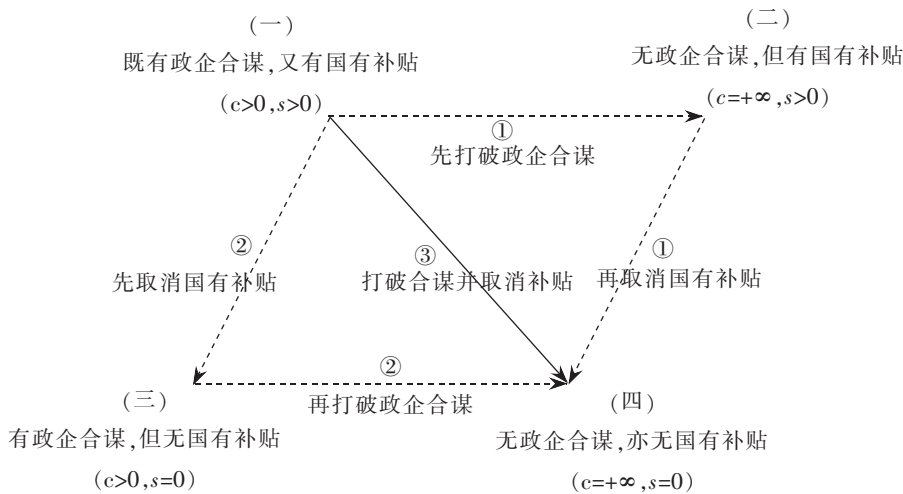 (一)
既有政企合谋,又有国有补贴
(c>0,s>0)
(二)
无政企合谋,但有国有补贴
(c=+∞,s>0)
①
先打破政企合谋
②
先取消国有补贴
③
打破合谋并取消补贴
①
再取消国有补贴
②
再打破政企合谋
(三)
有政企合谋,但无国有补贴
(c>0,s=0)
(四)
无政企合谋,亦无国有补贴
(c=+∞,s=0)